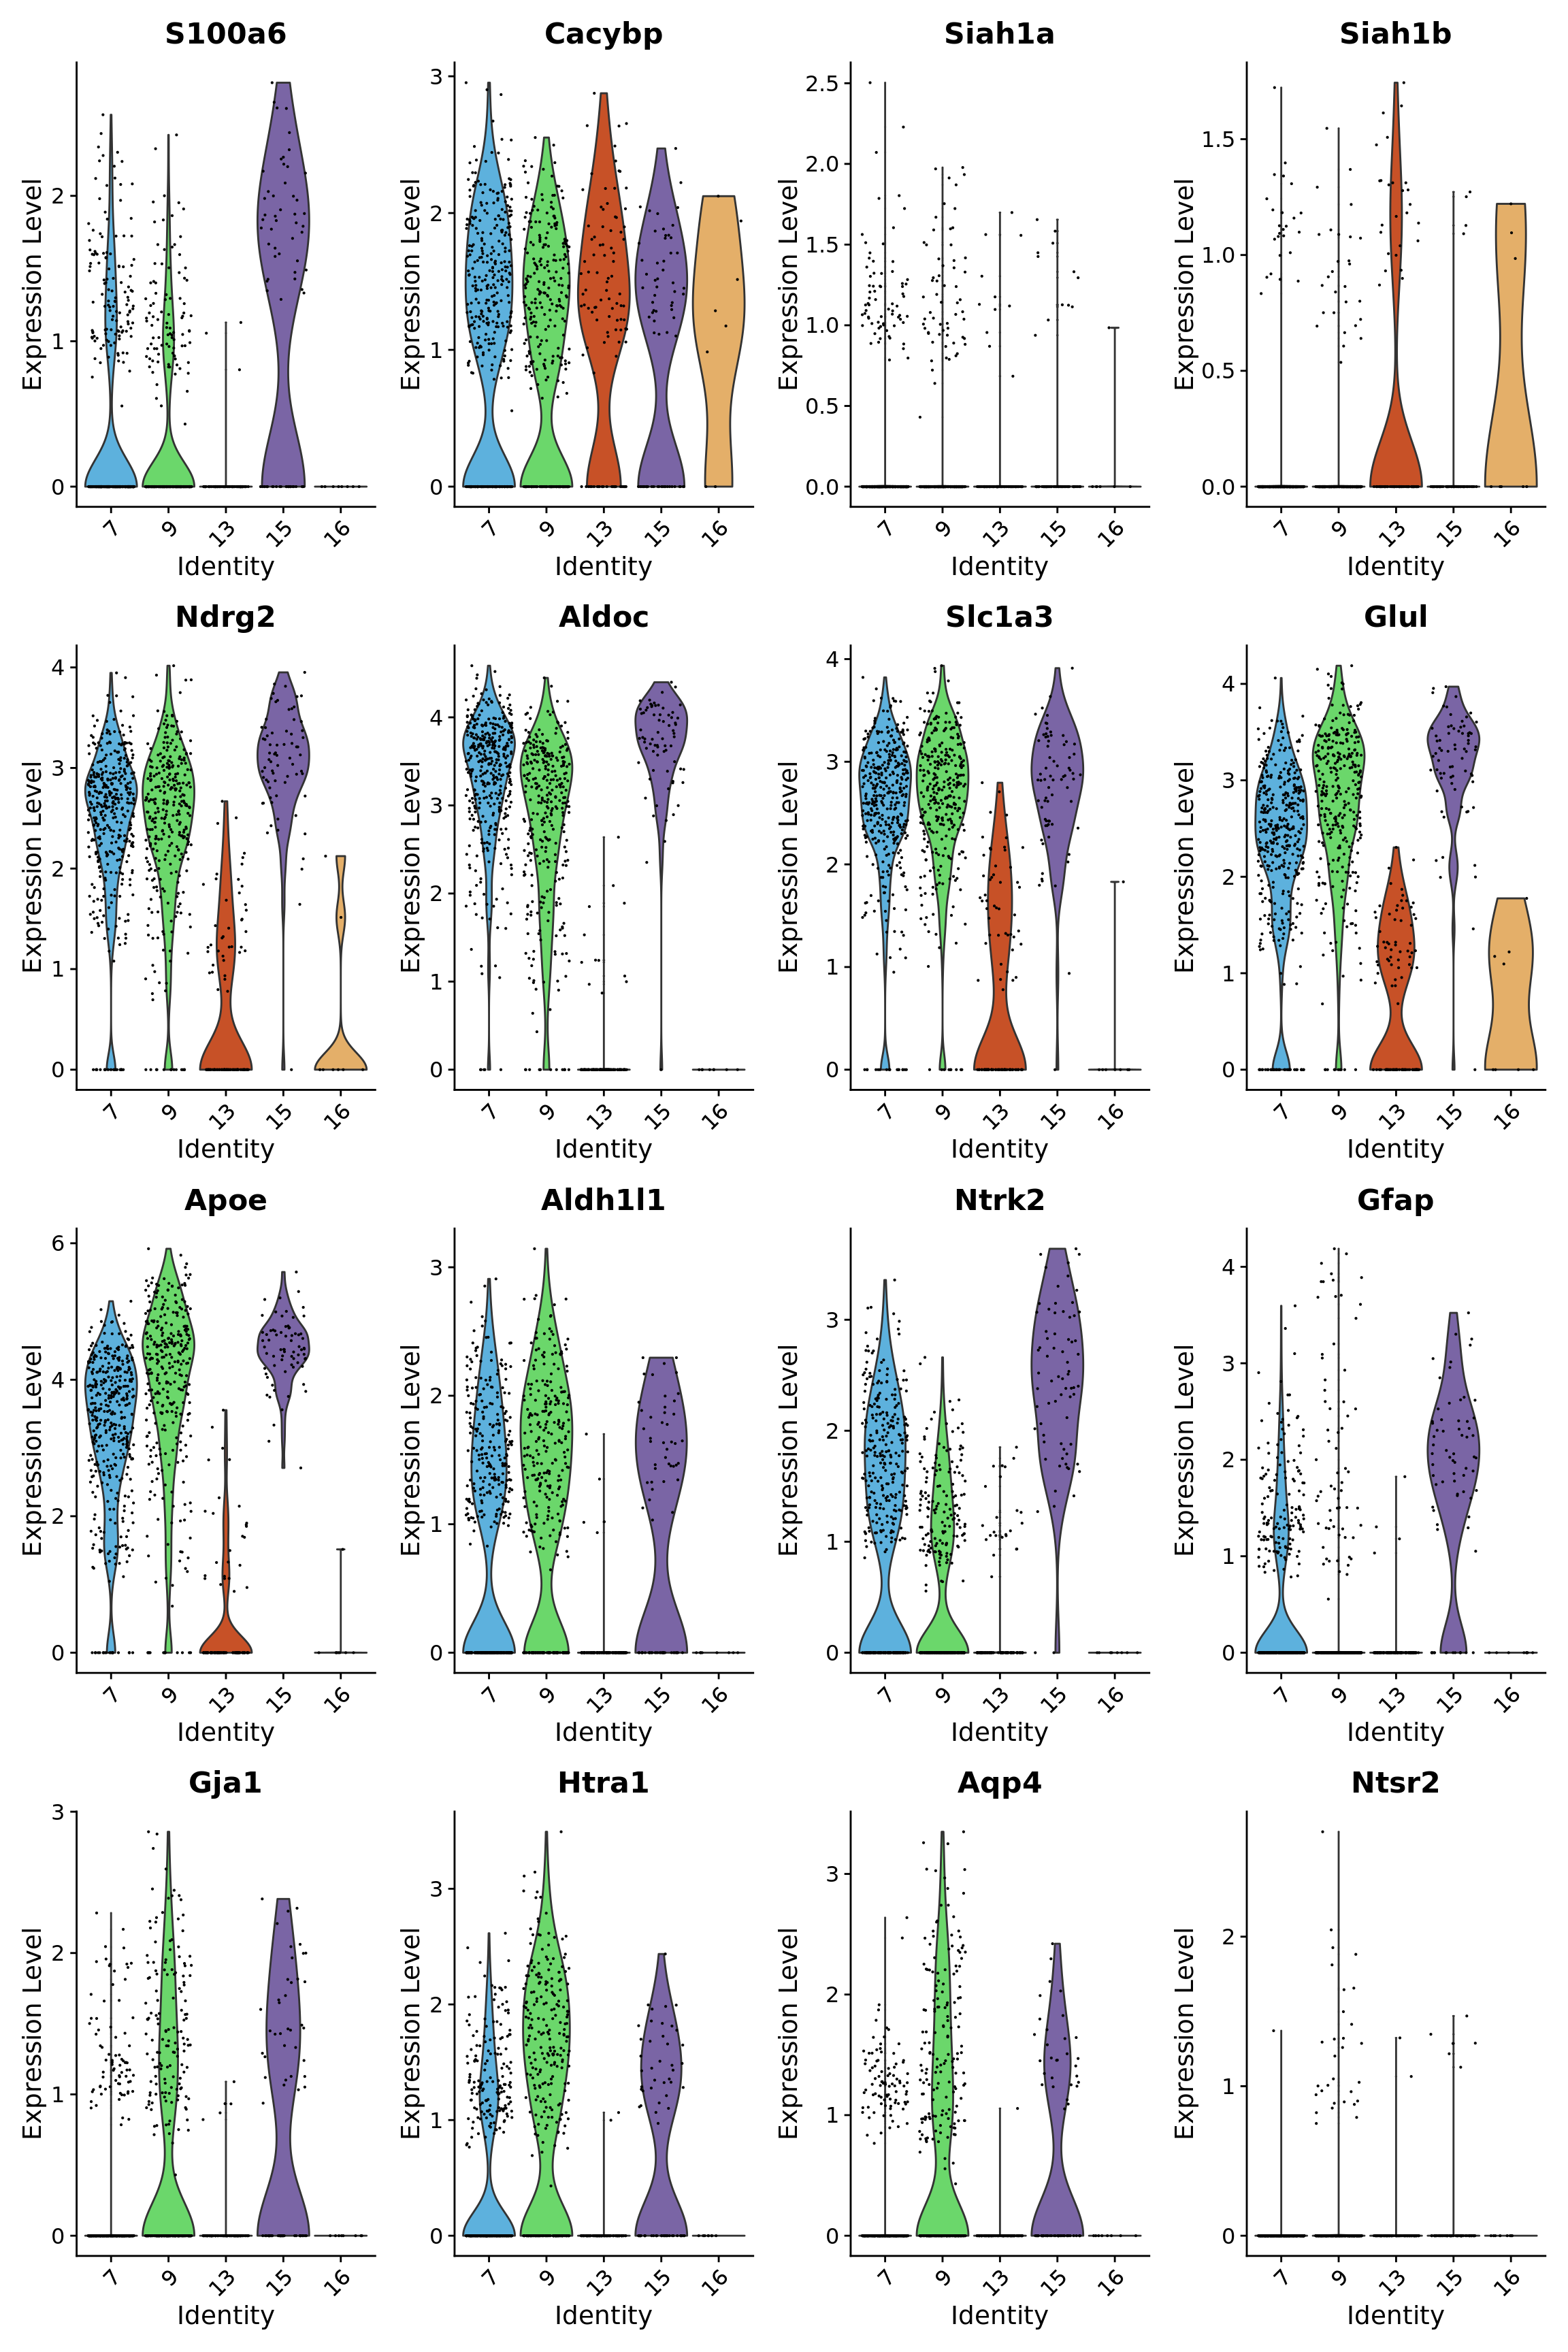 S100a6 Cacybp Siah1a Siah1b
Expression Level Expression Level Expression Level Expression Level
2 3 2.5 1.5
1 2 2.0 1.0
0 1 1.5 0.5
0 1.0 0.0
0.5
0.0
7 9 13 15 16 7 9 13 15 16 7 9 13 15 16 7 9 13 15 16
Identity Identity Identity Identity
Ndrg2 Aldoc Slc1a3 Glul
Expression Level Expression Level Expression Level Expression Level
4 4 4 4
3 3 3 3
2 2 2 2
1 1 1 1
0 0 0 0
7 9 13 15 16 7 9 13 15 16 7 9 13 15 16 7 9 13 15 16
Identity Identity Identity Identity
Apoe Aldh1l1 Ntrk2 Gfap
Expression Level Expression Level Expression Level Expression Level
6 3 3 4
4 2 2 3
2 1 1 2
0 0 0 1
0
7 9 13 15 16 7 9 13 15 16 7 9 13 15 16 7 9 13 15 16
Identity Identity Identity Identity
Gja1 Htra1 Aqp4 Ntsr2
Expression Level Expression Level Expression Level Expression Level
3 3 3 2
2 2 2 1
1 1 1 0
0 0 0
7 9 13 15 16 7 9 13 15 16 7 9 13 15 16 7 9 13 15 16
Identity Identity Identity Identity